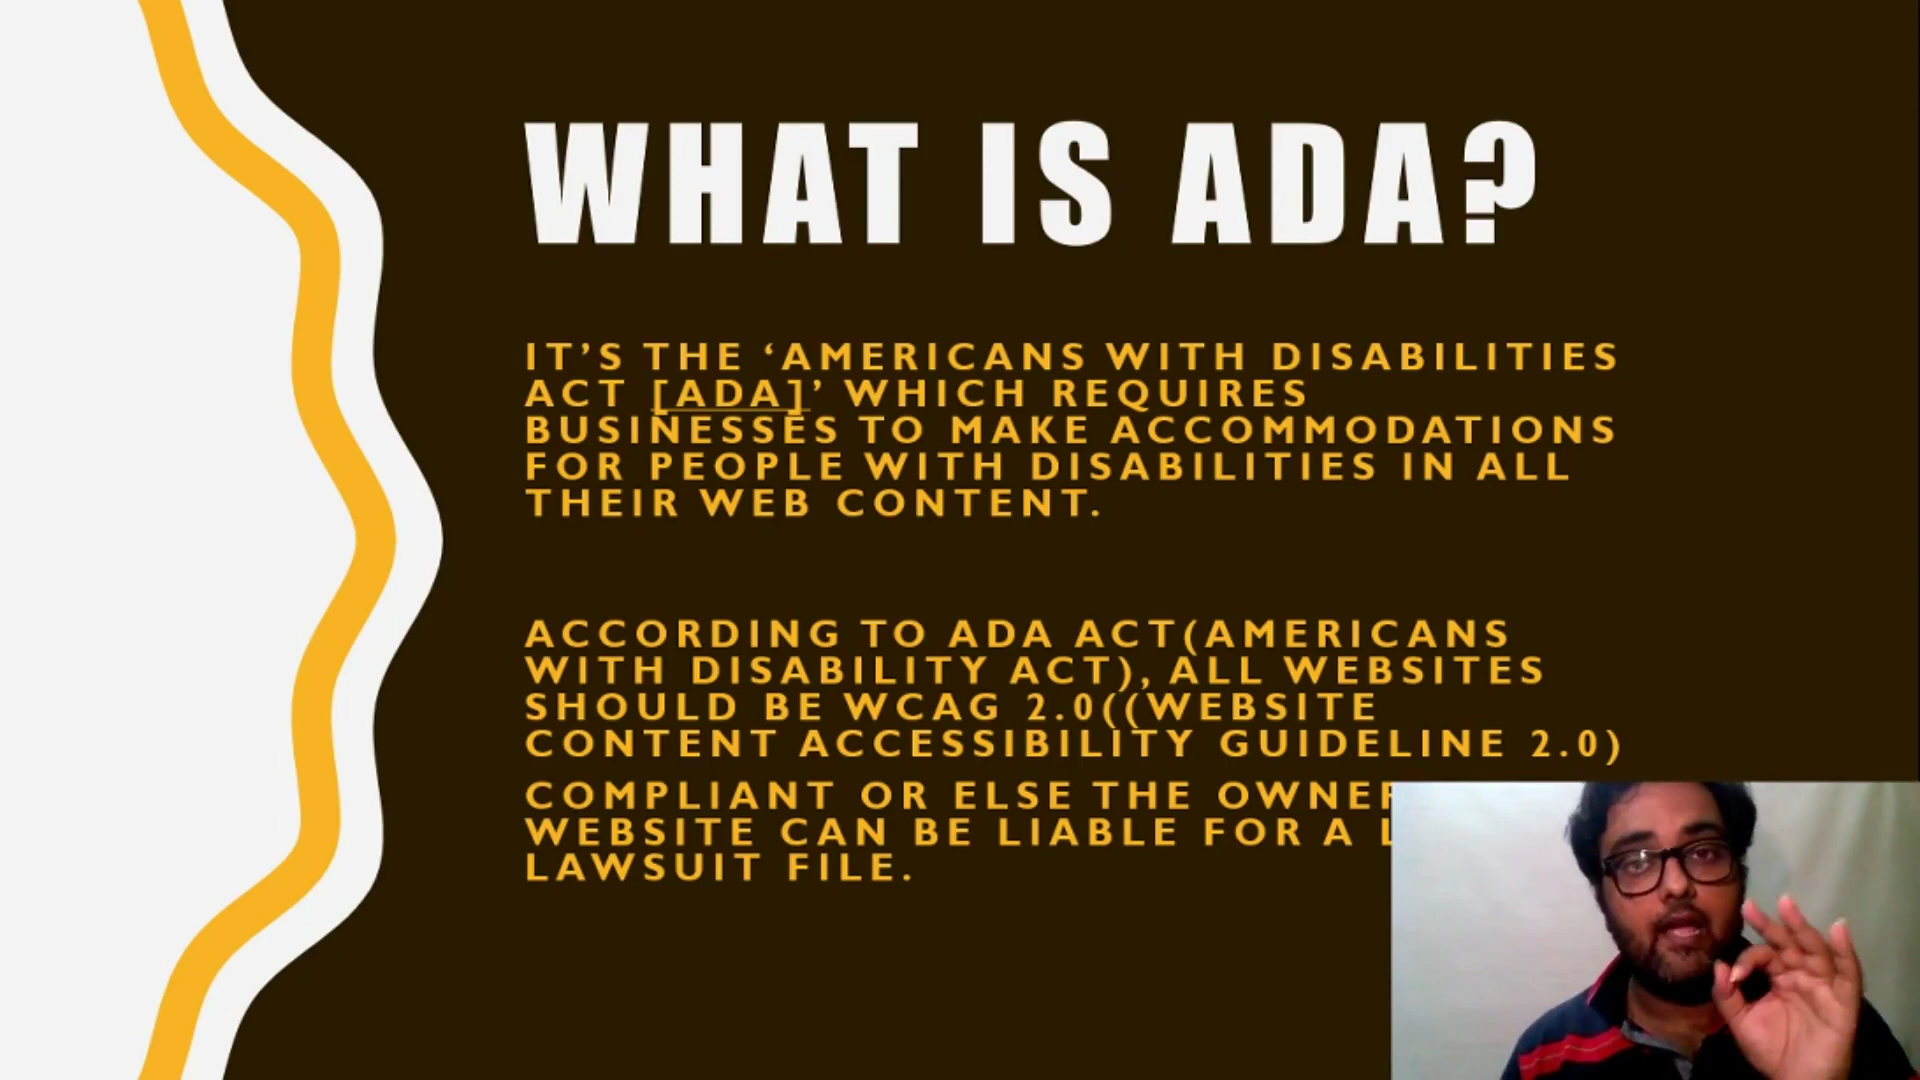 WHAT IS ADA?
IT’S THE ‘AMERICANS WITH DISABILITIES
ACT [ADA]’ WHICH REQUIRES
BUSINESSES TO MAKE ACCOMMODATIONS
FOR PEOPLE WITH DISABILITIES IN ALL
THEIR WEB CONTENT.
ACCORDING TO ADA ACT(AMERICANS
WITH DISABILITY ACT), ALL WEBSITES
SHOULD BE WCAG 2.0((WEBSITE
CONTENT ACCESSIBILITY GUIDELINE 2.0)
COMPLIANT OR ELSE THE
WEBSITE CAN BE LIABLE FOR A
LAWSUIT FILE.